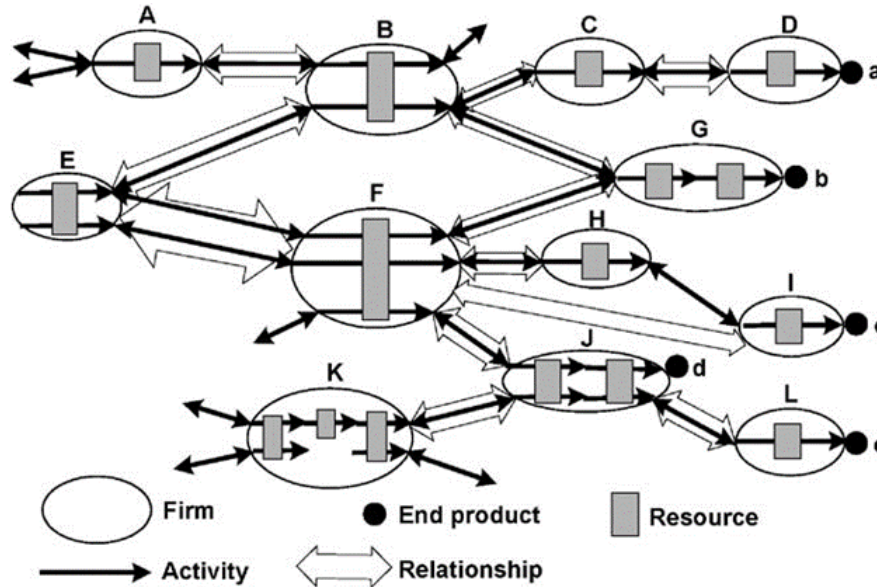 A
B
C
D
a
E
F
G
b
H
I
J
d
K
L
Firm
End product
Resource
Activity
Relationship